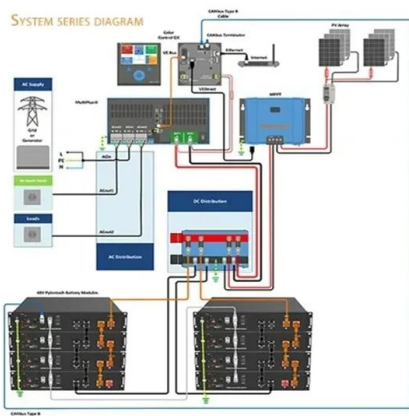 SYSTEM SERIES DIAGRAM
CANbus Type B
Cable
Color
Control GX
CANbus Terminator
VE Bus
Ethernet
Internet
PV Array
AC Supply
Grid
or
Generator
MultiPlus-II
VEDirect
MPPT
L
PE
N
ACin
ACout1
Loads
ACout2
AC Distribution
DC Distribution
48V Pylontech Battery Modules
CANbus Type B